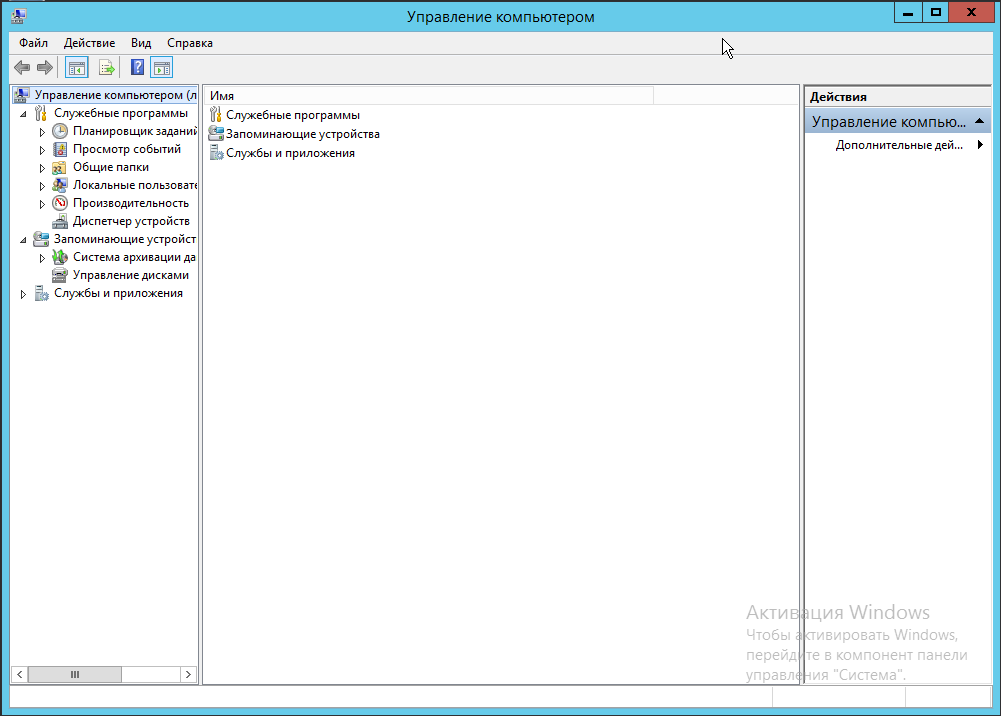 Управление компьютером
Файл Действие Вид Справка
Управление компьютером (л
Служебные программы
Планировщик заданий
Просмотр событий
Общие папки
Локальные пользовате
Производительность
Диспетчер устройств
Запоминающие устройст
Система архивации да
Управление дисками
Службы и приложения
Имя
Служебные программы
Запоминающие устройства
Службы и приложения
Действия
Управление компью...
Дополнительные дей...
Активация Windows
Чтобы активировать Windows,
перейдите в компонент панели
управления "Система".